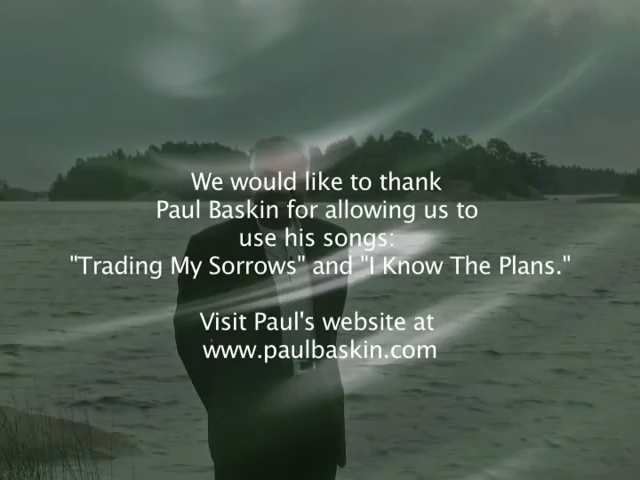 We would like to thank
Paul Baskin for allowing us to
use his songs:
"Trading My Sorrows" and "I Know The Plans."
Visit Paul's website at
www.paulbaskin.com